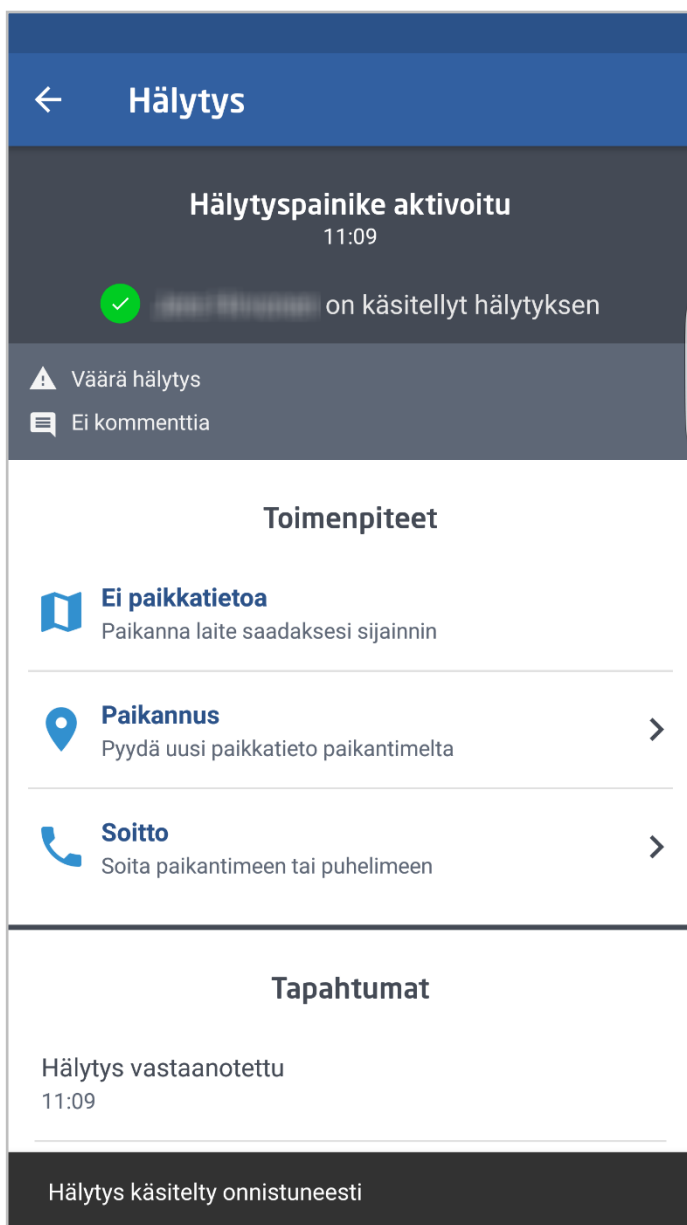 Hälytys
Hälytyspainike aktivoitu
11:09
on käsitellyt hälytyksen
Väärä hälytys
Ei kommenttia
Toimenpiteet
Ei paikkatietoa
Paikanna laite saadaksesi sijainnin
Paikannus
Pyydä uusi paikkatieto paikantimelta
Soitto
Soita paikantimeen tai puhelimeen
Tapahtumat
Hälytys vastaanotettu
11:09
Hälytys käsitelty onnistuneesti